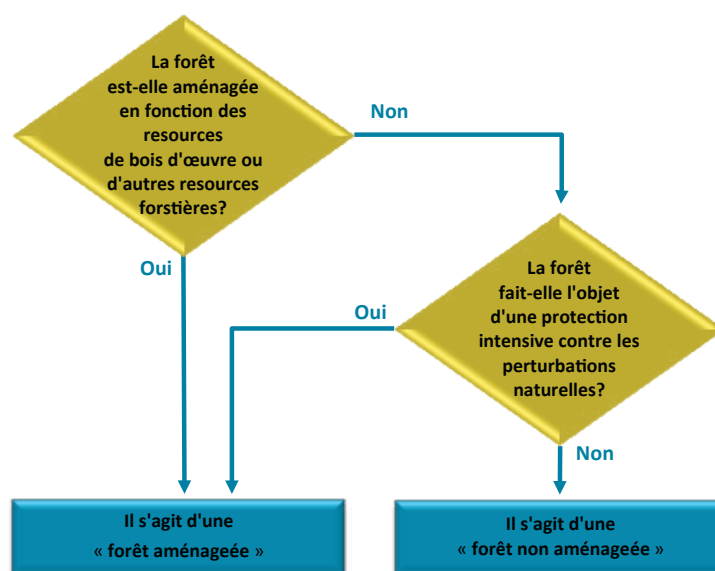 La forêt
est-elle aménagée
en fonction des
resources
de bois d'œuvre ou
d'autres resources
forstières?
Non
Oui
La forêt
fait-elle l'objet
d'une protection
intensive contre les
perturbations
naturelles?
Oui
Non
Il s'agit d'une
« forêt aménageée »
Il s'agit d'une
« forêt non aménageée »